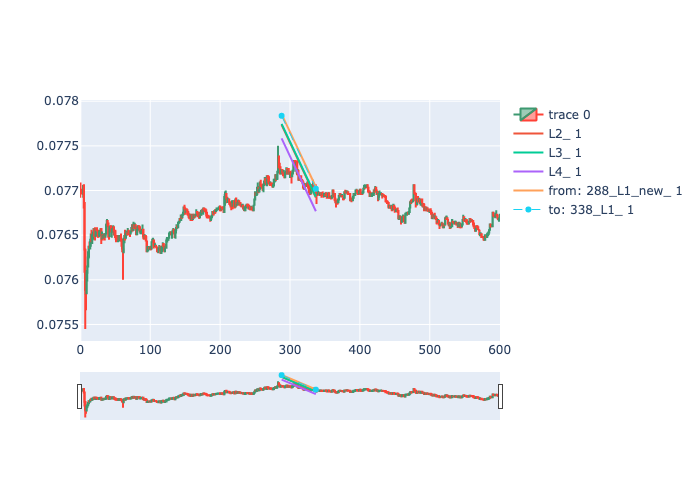 0.078
0.0775
0.077
0.0765
0.076
0.0755
0 100 200 300 400 500 600
trace 0
L2_ 1
L3_ 1
L4_ 1
from: 288_L1_new_ 1
to: 338_L1_ 1